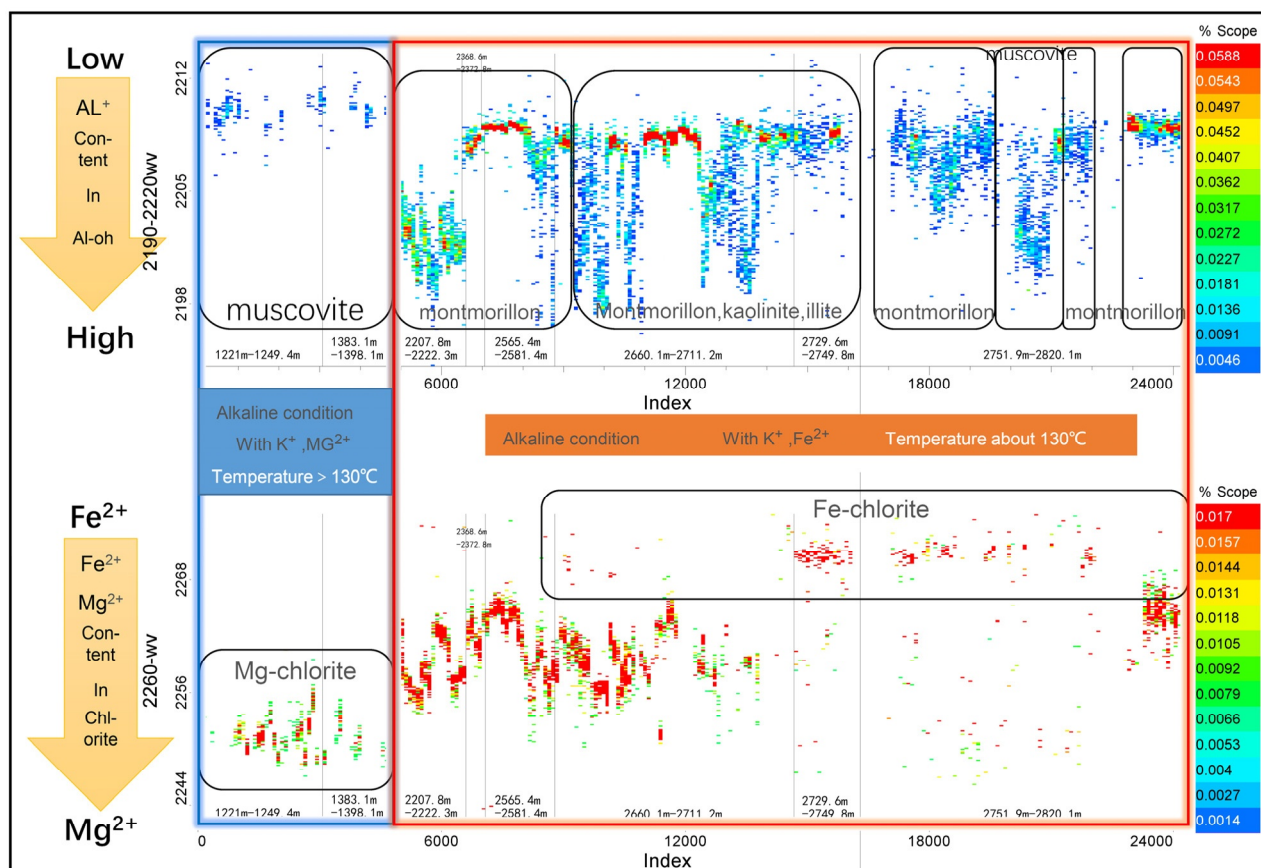 Low
AL⁺
Con-
tent
In
Al-oh
High
2190-2220wv
2212
2205
2198
muscovite
1221m-1249.4m
1383.1m
-1398.1m
2368.6m
-2372.8m
montmorillon
2207.8m
-2222.3m
2565.4m
-2581.4m
Montmorillon,kaolinite,illite
2660.1m-2711.2m
2729.6m
-2749.8m
muscovite
montmorillon
montmorillon
2751.9m-2820.1m
6000
12000
18000
24000
Index
% Scope
0.0588
0.0543
0.0497
0.0452
0.0407
0.0362
0.0317
0.0272
0.0227
0.0181
0.0136
0.0091
0.0046
Alkaline condition
With K⁺ ,MG²⁺
Temperature > 130℃
Alkaline condition With K⁺ ,Fe²⁺ Temperature about 130℃
Fe²⁺
Fe²⁺
Mg²⁺
Con-
tent
In
Chl-
orite
Mg²⁺
2260-wv
2268
2256
2244
Mg-chlorite
Fe-chlorite
2368.6m
-2372.8m
1221m-1249.4m
1383.1m
-1398.1m
2207.8m
-2222.3m
2565.4m
-2581.4m
2660.1m-2711.2m
2729.6m
-2749.8m
2751.9m-2820.1m
0
6000
12000
18000
24000
Index
% Scope
0.017
0.0157
0.0144
0.0131
0.0118
0.0105
0.0092
0.0079
0.0066
0.0053
0.004
0.0027
0.0014